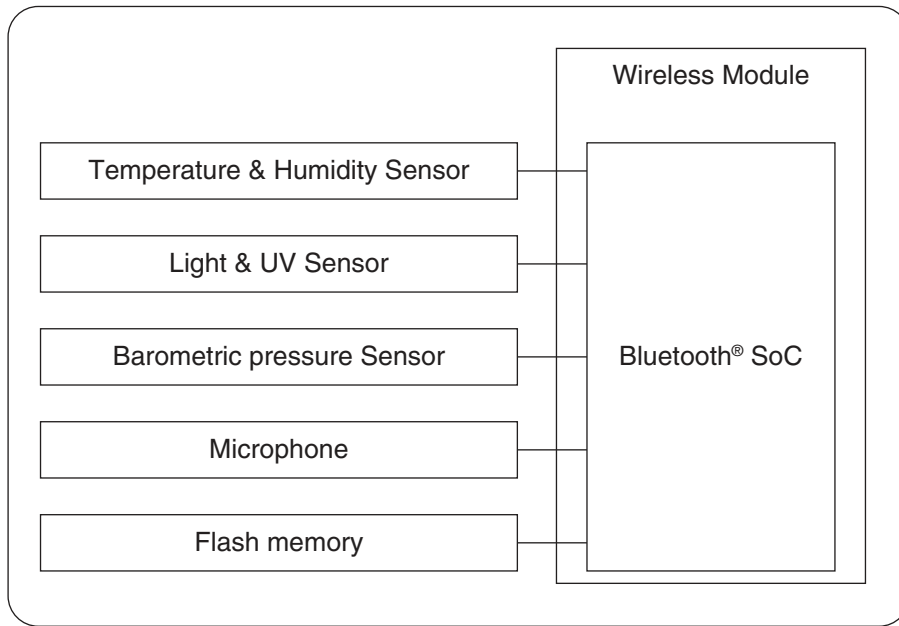 Wireless Module
Temperature & Humidity Sensor
Light & UV Sensor
Barometric pressure Sensor
Bluetooth® SoC
Microphone
Flash memory